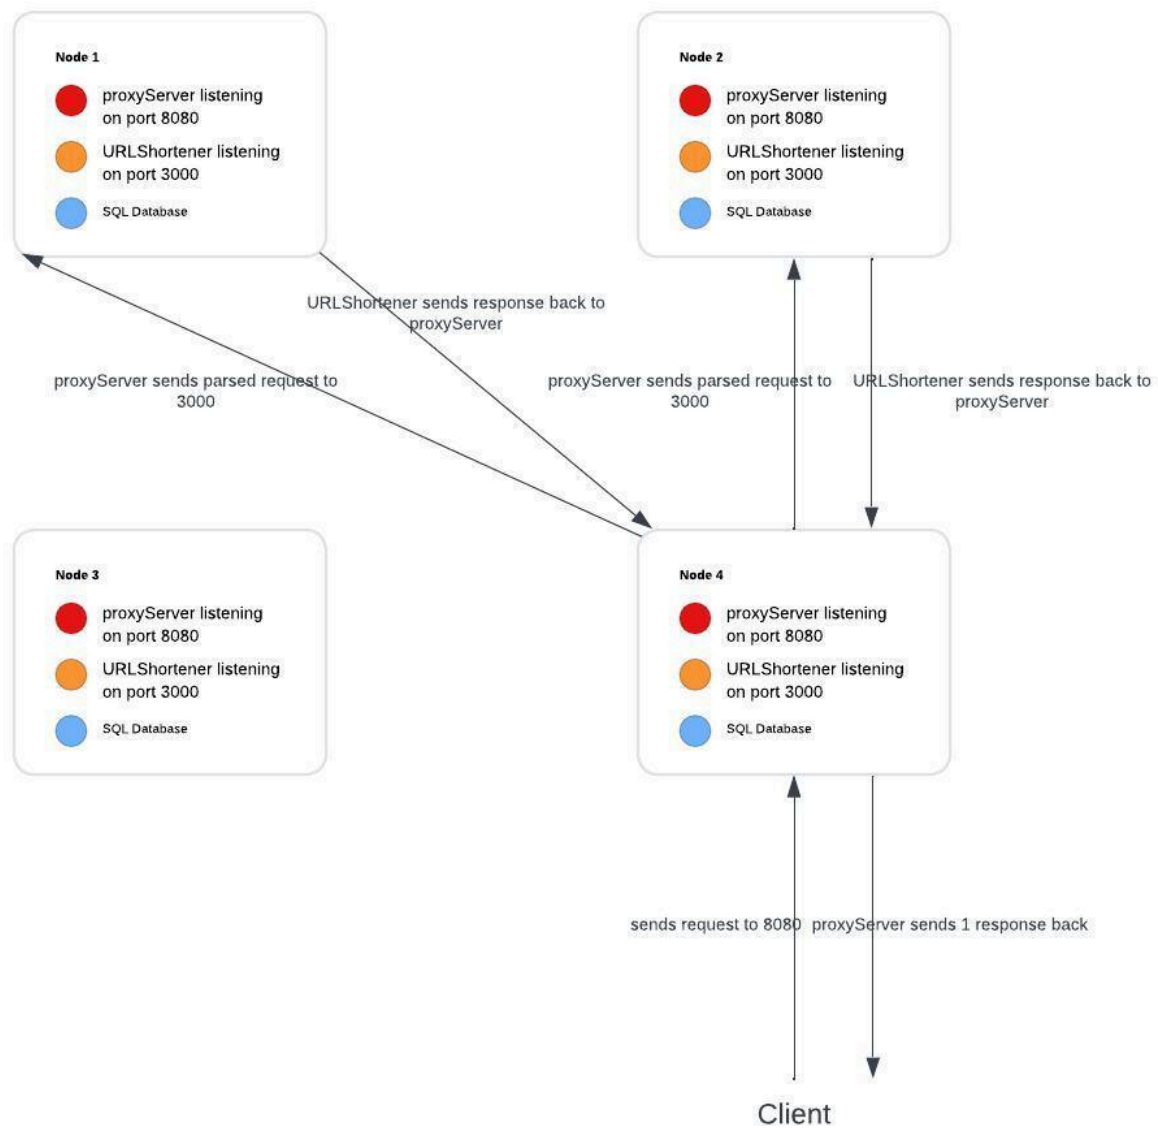 Node 1
proxyServer listening
on port 8080
URLShortener listening
on port 3000
SQL Database
Node 2
proxyServer listening
on port 8080
URLShortener listening
on port 3000
SQL Database
URLShortener sends response back to
proxyServer
proxyServer sends parsed request to
3000
proxyServer sends parsed request to
3000
URLShortener sends response back to
proxyServer
Node 3
proxyServer listening
on port 8080
URLShortener listening
on port 3000
SQL Database
Node 4
proxyServer listening
on port 8080
URLShortener listening
on port 3000
SQL Database
sends request to 8080
proxyServer sends 1 response back
Client